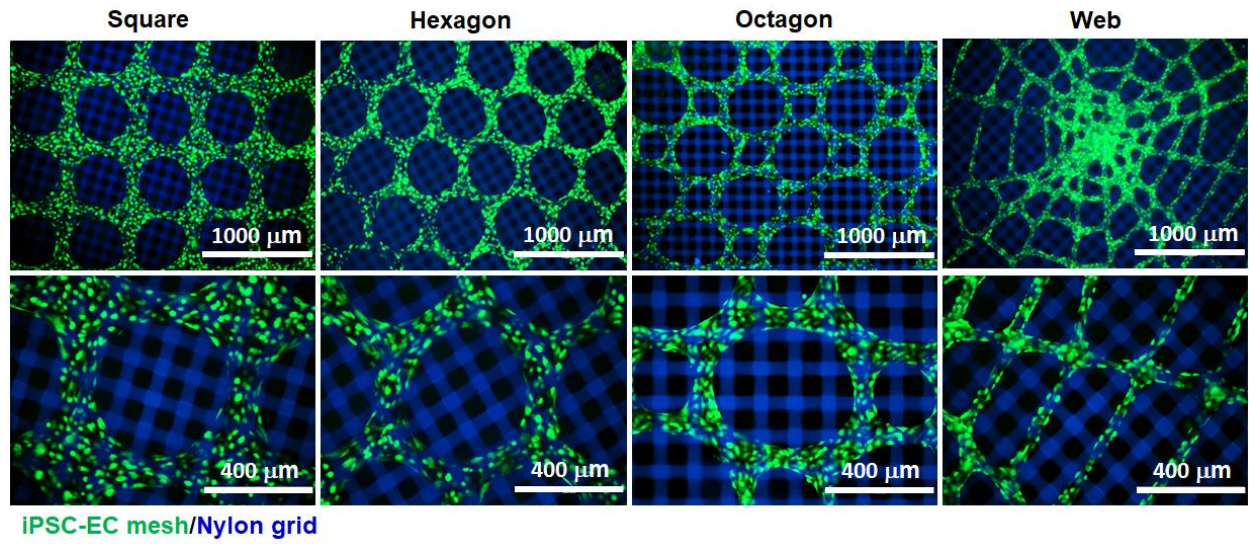 Square Hexagon Octagon Web
1000 μm 1000 μm 1000 μm 1000 μm
400 μm 400 μm 400 μm 400 μm
iPSC-EC mesh/Nylon grid